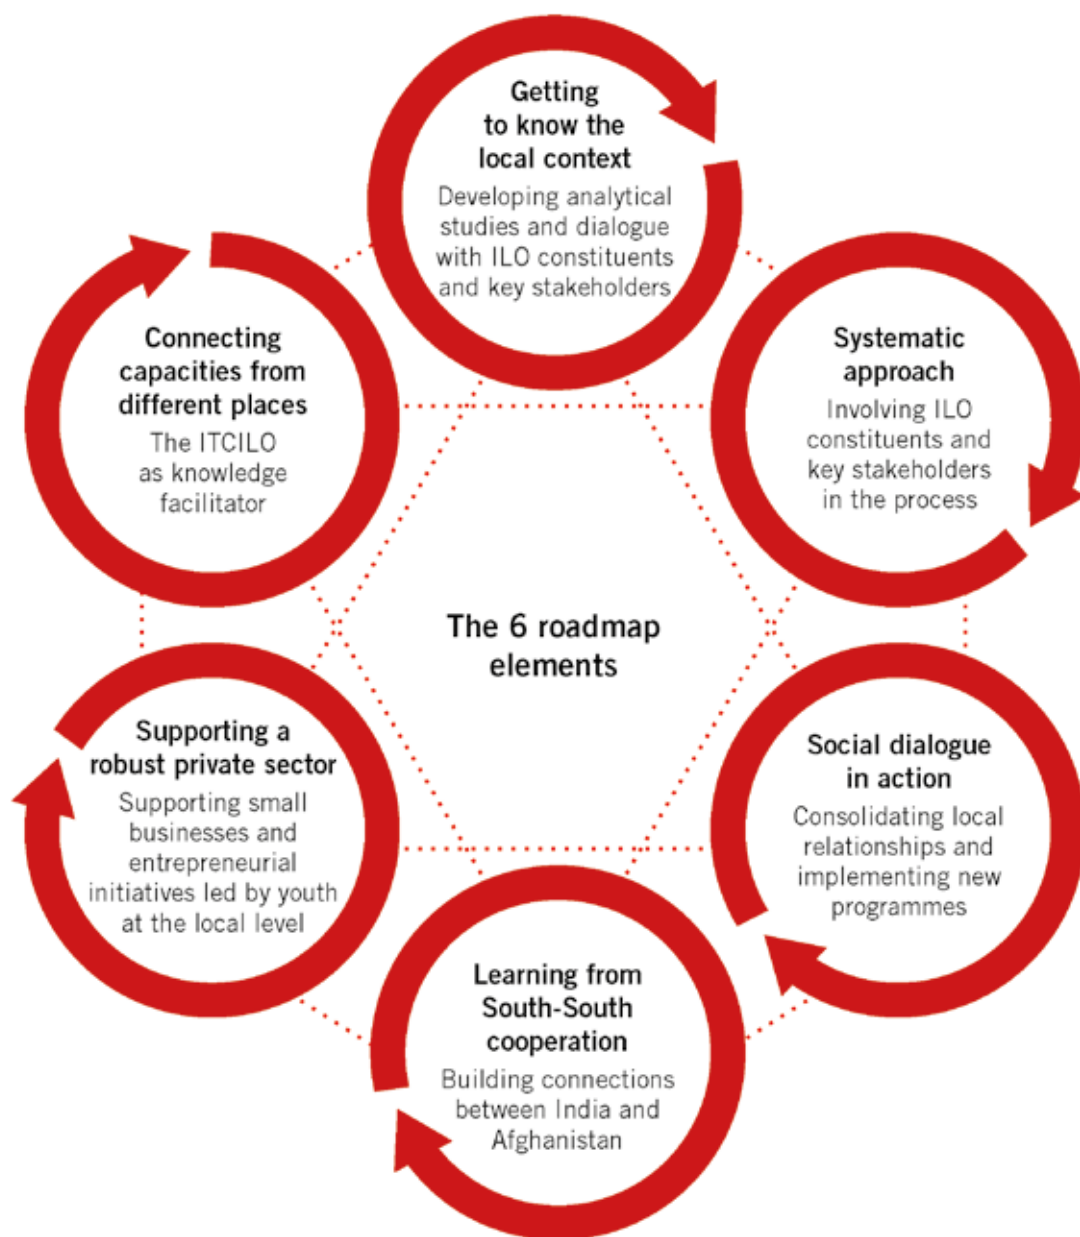 Getting
to know the
local context
Developing analytical
studies and dialogue
with ILO constituents
and key stakeholders
Systematic
approach
Involving ILO
constituents and
key stakeholders
in the process
Social dialogue
in action
Consolidating local
relationships and
implementing new
programmes
Learning from
South-South
cooperation
Building connections
between India and
Afghanistan
Supporting a
robust private sector
Supporting small
businesses and
entrepreneurial
initiatives led by youth
at the local level
Connecting
capacities from
different places
The ITCILO
as knowledge
facilitator
The 6 roadmap
elements